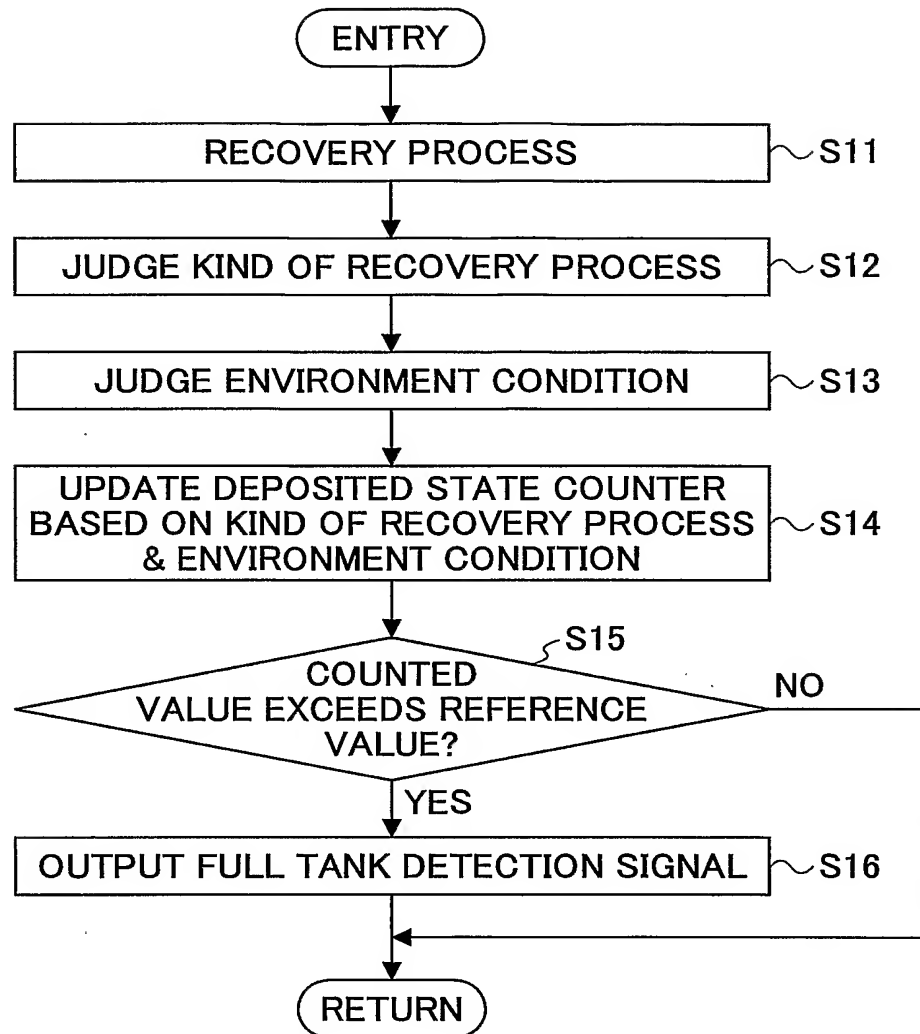 ENTRY
RECOVERY PROCESS
S11
JUDGE KIND OF RECOVERY PROCESS
S12
JUDGE ENVIRONMENT CONDITION
S13
UPDATE DEPOSITED STATE COUNTER
BASED ON KIND OF RECOVERY PROCESS
& ENVIRONMENT CONDITION
S14
S15
COUNTED
VALUE EXCEEDS REFERENCE
VALUE?
NO
YES
OUTPUT FULL TANK DETECTION SIGNAL
S16
RETURN